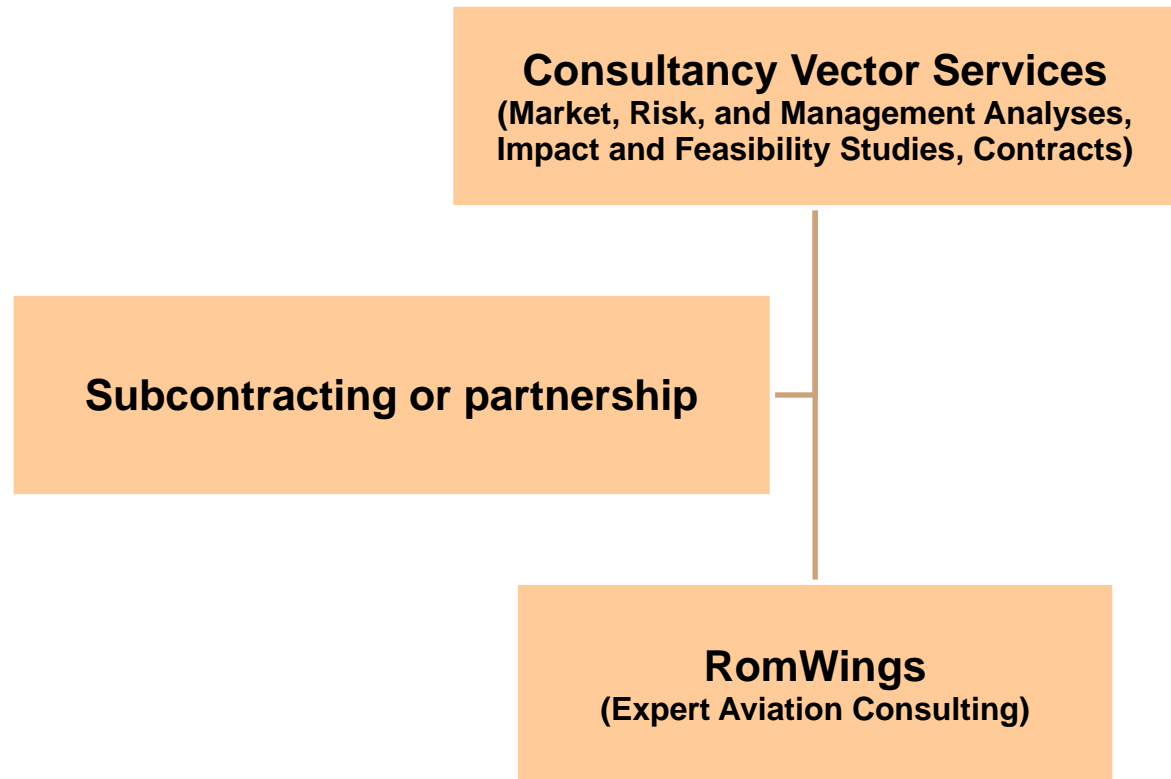 Consultancy Vector Services
(Market, Risk, and Management Analyses,
Impact and Feasibility Studies, Contracts)
Subcontracting or partnership
RomWings
(Expert Aviation Consulting)